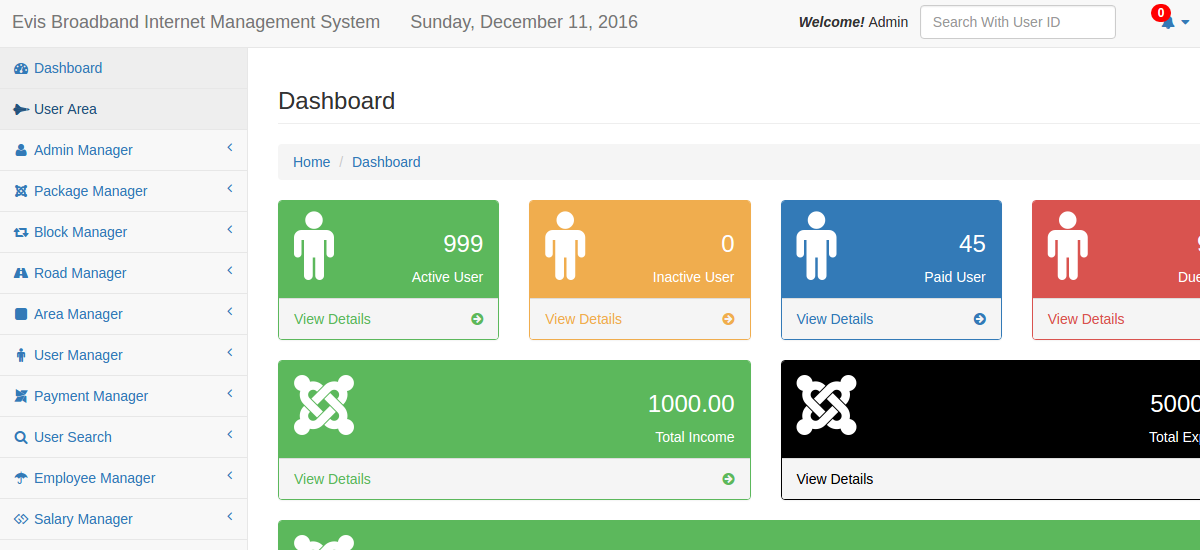 Evis Broadband Internet Management System
Sunday, December 11, 2016
Welcome! Admin
Search With User ID
0
Dashboard
User Area
Admin Manager
Package Manager
Block Manager
Road Manager
Area Manager
User Manager
Payment Manager
User Search
Employee Manager
Salary Manager
Dashboard
Home / Dashboard
999
Active User
View Details
0
Inactive User
View Details
45
Paid User
View Details
Due
View Details
1000.00
Total Income
View Details
5000
Total
View Details